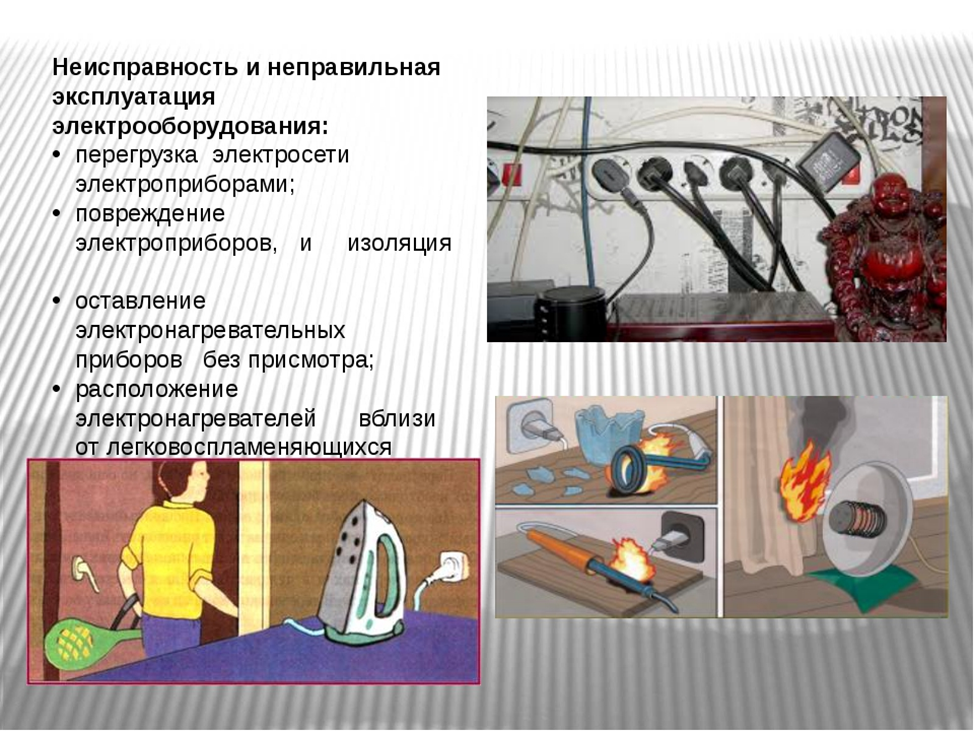 Неисправность и неправильная
эксплуатация
электрооборудования:
• перегрузка электросети
электроприборами;
• повреждение
электроприборов, и изоляция
• оставление
электронагревательных
приборов без присмотра;
• расположение
электронагревателей вблизи
от легковоспламеняющихся